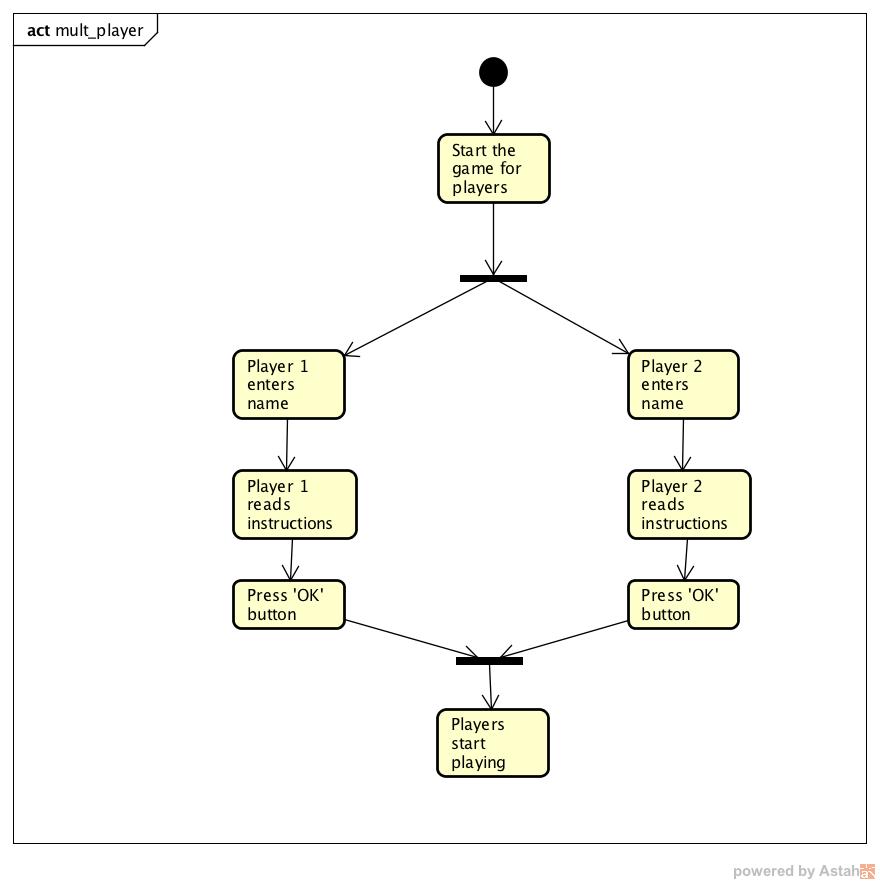 act mult_player
Start the
game for
players
Player 1
enters
name
Player 2
enters
name
Player 1
reads
instructions
Player 2
reads
instructions
Press 'OK'
button
Press 'OK'
button
Players
start
playing
powered by Astah